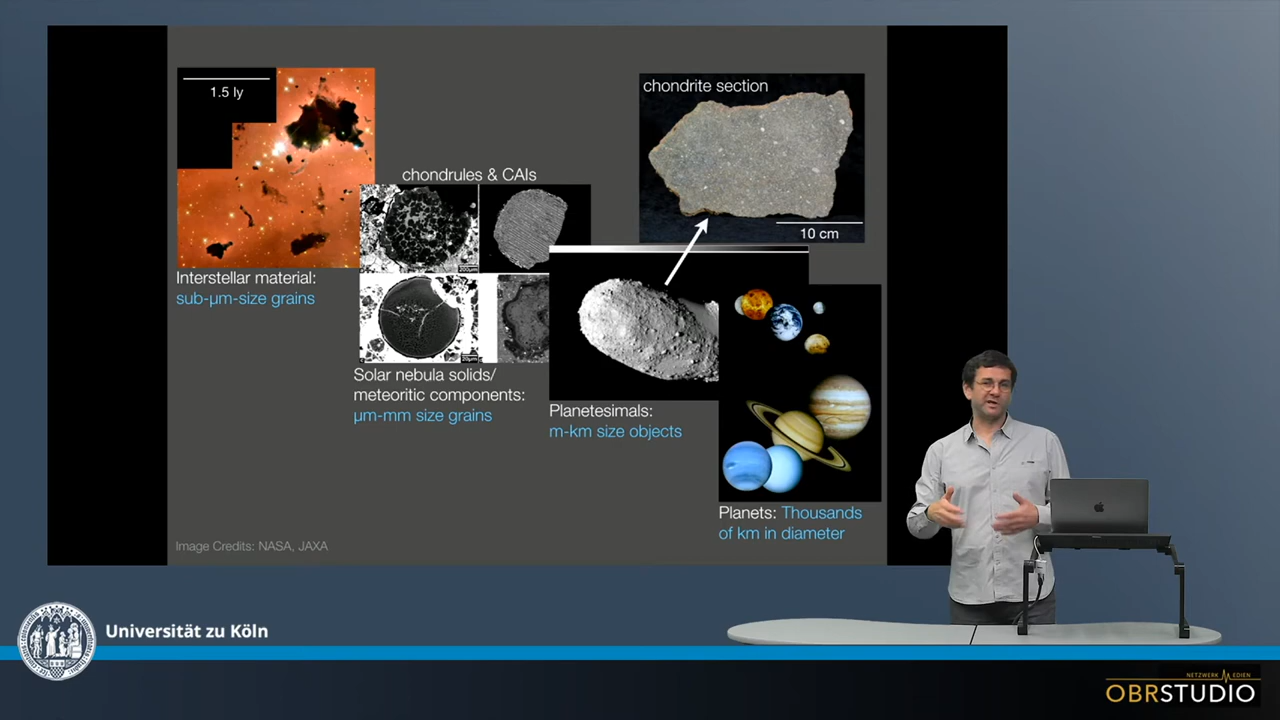 1.5 ly
chondrite section
10 cm
chondrules & CAIs
200µm
20µm
Interstellar material:
sub-µm-size grains
Solar nebula solids/
meteoritic components:
µm-mm size grains
Planetesimals:
m-km size objects
Planets: Thousands
of km in diameter
Image Credits: NASA, JAXA
Universität zu Köln
NETZWERK MEDIEN
OBRSTUDIO